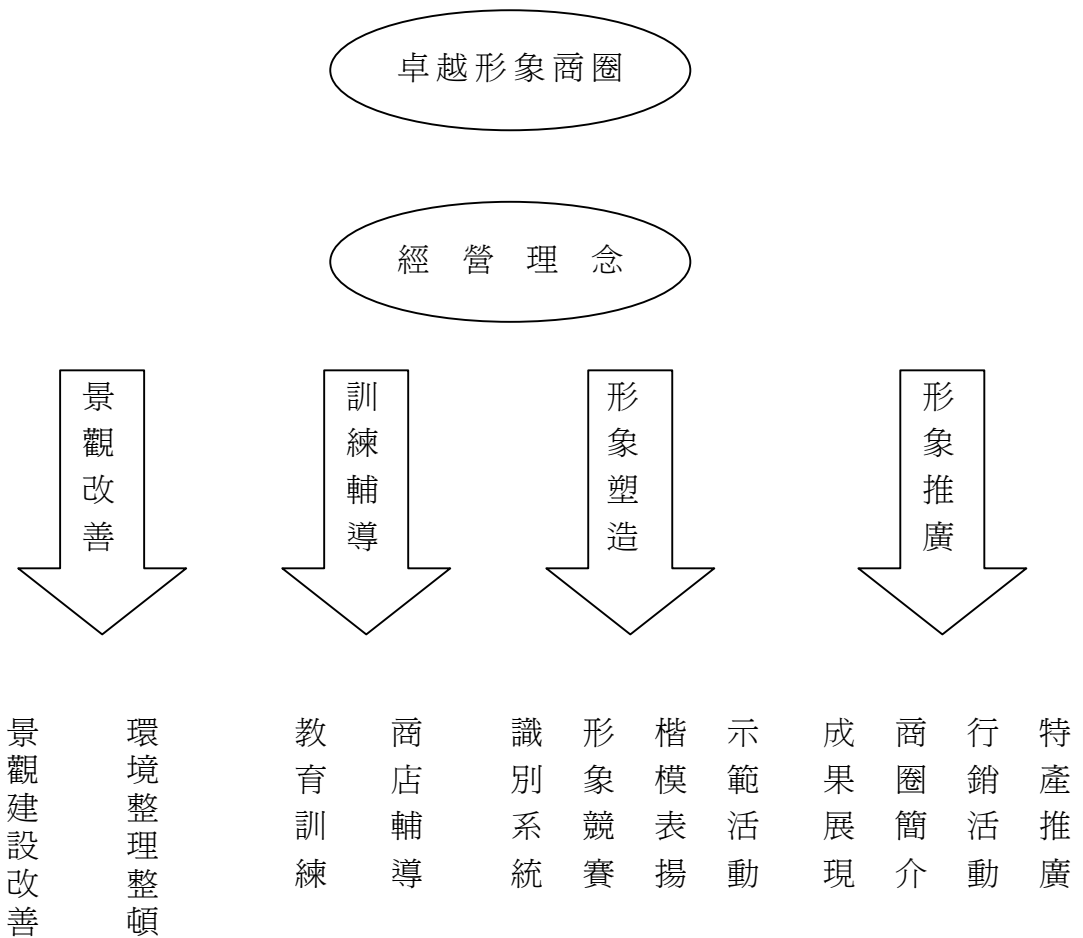 卓越形象商圈
經營理念
景觀改善
訓練輔導
形象塑造
形象推廣
景觀建設改善
環境整理整頓
教育訓練
商店輔導
識別系統
形象競賽
楷模表揚
示範活動
成果展現
商圈簡介
行銷活動
特產推廣